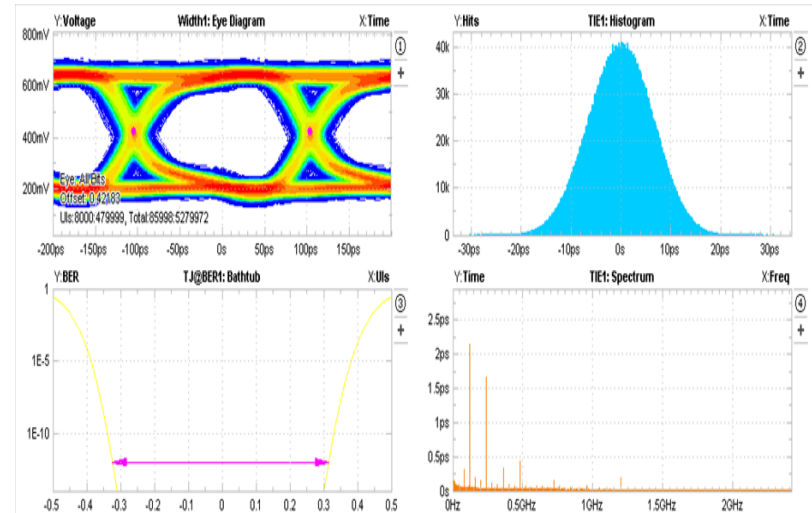 Y:Voltage Width1: Eye Diagram X:Time
1
+
800mV
600mV
400mV
200mV
Eye: All Bits
Offset: 0.42183
UIs:8000:479999, Total:85998:5279972
-200ps -150ps -100ps -50ps 0s 50ps 100ps 150ps
Y:Hits TIE1: Histogram X:Time
2
+
40k
30k
20k
10k
0
-30ps -20ps -10ps 0s 10ps 20ps 30ps
Y:BER TJ@BER1: Bathtub X:UIs
3
+
1
1E-5
1E-10
-0.5 -0.4 -0.3 -0.2 -0.1 0 0.1 0.2 0.3 0.4 0.5
Y:Time TIE1: Spectrum X:Freq
4
+
2.5ps
2ps
1.5ps
1ps
0.5ps
0s
0Hz 0.5GHz 1GHz 1.5GHz 2GHz